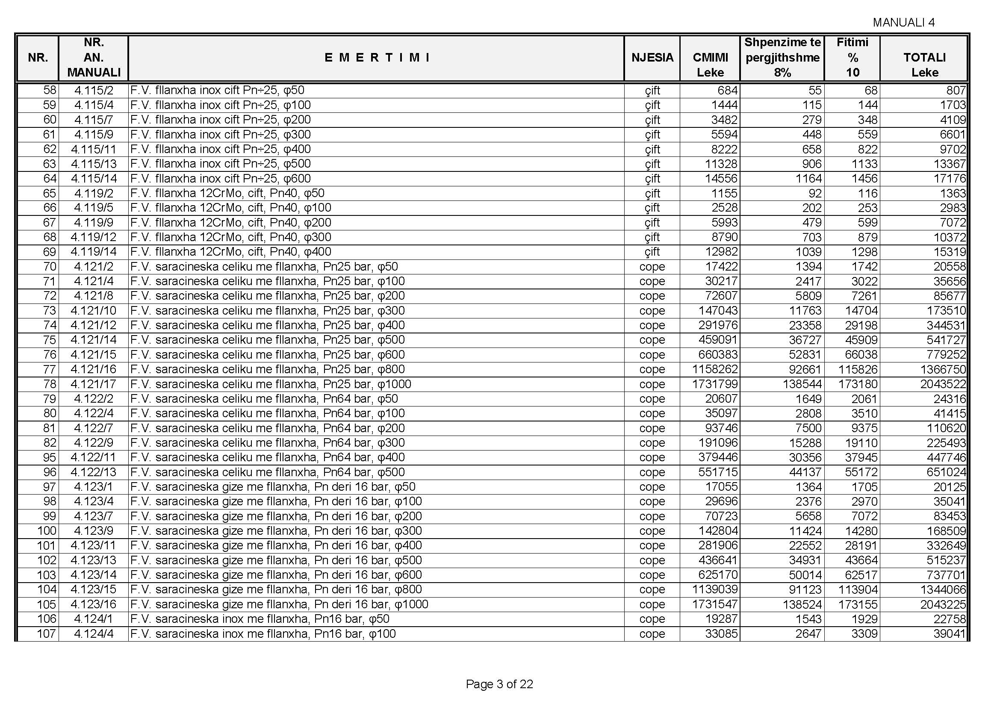 MANUALI 4
NR. NR. AN. MANUALI E M E R T I M I NJESIA CMIMI Leke Shpenzime te pergjithshme 8% Fitimi % 10 TOTALI Leke
58 4.115/2 F.V. fllanxha inox cift Pn÷25, φ50 çift 684 55 68 807
59 4.115/4 F.V. fllanxha inox cift Pn÷25, φ100 çift 1444 115 144 1703
60 4.115/7 F.V. fllanxha inox cift Pn÷25, φ200 çift 3482 279 348 4109
61 4.115/9 F.V. fllanxha inox cift Pn÷25, φ300 çift 5594 448 559 6601
62 4.115/11 F.V. fllanxha inox cift Pn÷25, φ400 çift 8222 658 822 9702
63 4.115/13 F.V. fllanxha inox cift Pn÷25, φ500 çift 11328 906 1133 13367
64 4.115/14 F.V. fllanxha inox cift Pn÷25, φ600 çift 14556 1164 1456 17176
65 4.119/2 F.V. fllanxha 12CrMo, cift, Pn40, φ50 çift 1155 92 116 1363
66 4.119/5 F.V. fllanxha 12CrMo, cift, Pn40, φ100 çift 2528 202 253 2983
67 4.119/9 F.V. fllanxha 12CrMo, cift, Pn40, φ200 çift 5993 479 599 7072
68 4.119/12 F.V. fllanxha 12CrMo, cift, Pn40, φ300 çift 8790 703 879 10372
69 4.119/14 F.V. fllanxha 12CrMo, cift, Pn40, φ400 çift 12982 1039 1298 15319
70 4.121/2 F.V. saracineska celiku me fllanxha, Pn25 bar, φ50 cope 17422 1394 1742 20558
71 4.121/4 F.V. saracineska celiku me fllanxha, Pn25 bar, φ100 cope 30217 2417 3022 35656
72 4.121/8 F.V. saracineska celiku me fllanxha, Pn25 bar, φ200 cope 72607 5809 7261 85677
73 4.121/10 F.V. saracineska celiku me fllanxha, Pn25 bar, φ300 cope 147043 11763 14704 173510
74 4.121/12 F.V. saracineska celiku me fllanxha, Pn25 bar, φ400 cope 291976 23358 29198 344531
75 4.121/14 F.V. saracineska celiku me fllanxha, Pn25 bar, φ500 cope 459091 36727 45909 541727
76 4.121/15 F.V. saracineska celiku me fllanxha, Pn25 bar, φ600 cope 660383 52831 66038 779252
77 4.121/16 F.V. saracineska celiku me fllanxha, Pn25 bar, φ800 cope 1158262 92661 115826 1366750
78 4.121/17 F.V. saracineska celiku me fllanxha, Pn25 bar, φ1000 cope 1731799 138544 173180 2043522
79 4.122/2 F.V. saracineska celiku me fllanxha, Pn64 bar, φ50 cope 20607 1649 2061 24316
80 4.122/4 F.V. saracineska celiku me fllanxha, Pn64 bar, φ100 cope 35097 2808 3510 41415
81 4.122/7 F.V. saracineska celiku me fllanxha, Pn64 bar, φ200 cope 93746 7500 9375 110620
82 4.122/9 F.V. saracineska celiku me fllanxha, Pn64 bar, φ300 cope 191096 15288 19110 225493
95 4.122/11 F.V. saracineska celiku me fllanxha, Pn64 bar, φ400 cope 379446 30356 37945 447746
96 4.122/13 F.V. saracineska celiku me fllanxha, Pn64 bar, φ500 cope 551715 44137 55172 651024
97 4.123/1 F.V. saracineska gize me fllanxha, Pn deri 16 bar, φ50 cope 17055 1364 1705 20125
98 4.123/4 F.V. saracineska gize me fllanxha, Pn deri 16 bar, φ100 cope 29696 2376 2970 35041
99 4.123/7 F.V. saracineska gize me fllanxha, Pn deri 16 bar, φ200 cope 70723 5658 7072 83453
100 4.123/9 F.V. saracineska gize me fllanxha, Pn deri 16 bar, φ300 cope 142804 11424 14280 168509
101 4.123/11 F.V. saracineska gize me fllanxha, Pn deri 16 bar, φ400 cope 281906 22552 28191 332649
102 4.123/13 F.V. saracineska gize me fllanxha, Pn deri 16 bar, φ500 cope 436641 34931 43664 515237
103 4.123/14 F.V. saracineska gize me fllanxha, Pn deri 16 bar, φ600 cope 625170 50014 62517 737701
104 4.123/15 F.V. saracineska gize me fllanxha, Pn deri 16 bar, φ800 cope 1139039 91123 113904 1344066
105 4.123/16 F.V. saracineska gize me fllanxha, Pn deri 16 bar, φ1000 cope 1731547 138524 173155 2043225
106 4.124/1 F.V. saracineska inox me fllanxha, Pn16 bar, φ50 cope 19287 1543 1929 22758
107 4.124/4 F.V. saracineska inox me fllanxha, Pn16 bar, φ100 cope 33085 2647 3309 39041
Page 3 of 22